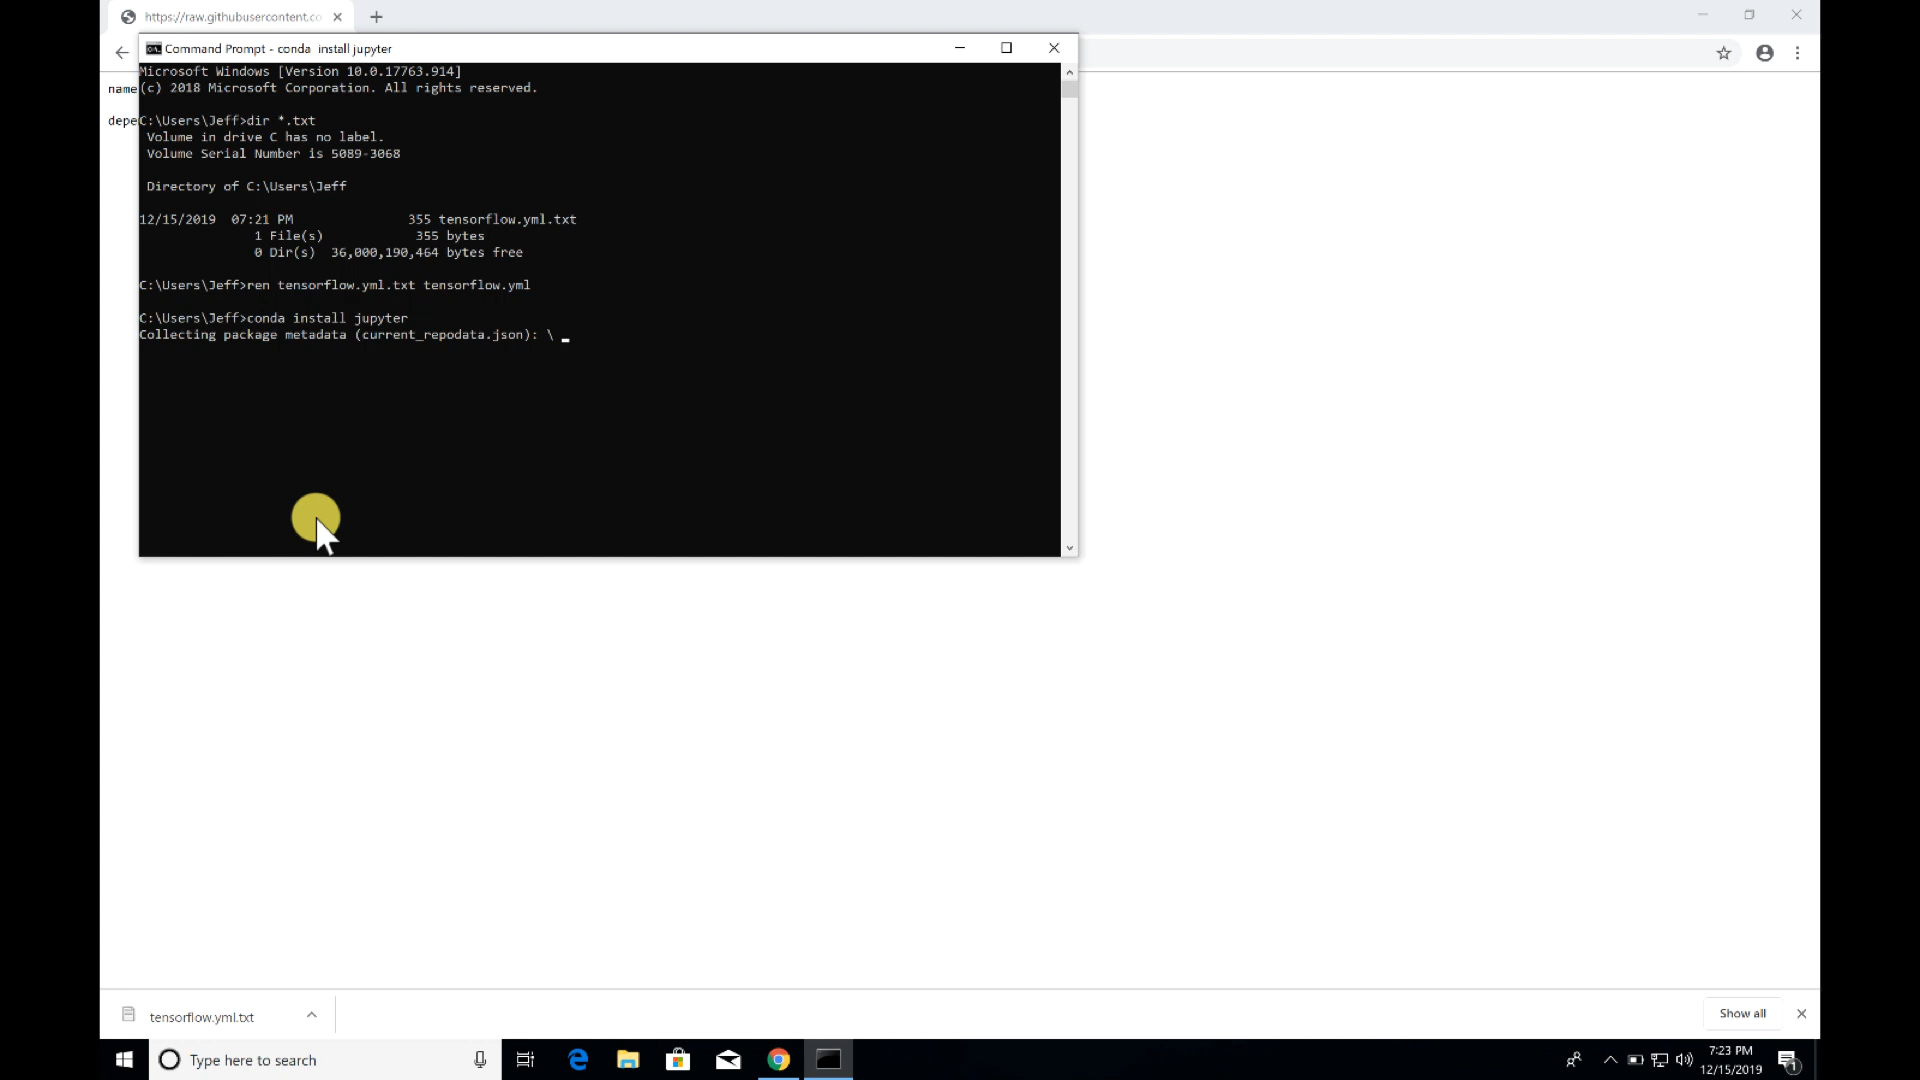 https://raw.githubusercontent.co
Command Prompt - conda  install jupyter
name
depe
Microsoft Windows [Version 10.0.17763.914]
(c) 2018 Microsoft Corporation. All rights reserved.
C:\Users\Jeff>dir *.txt
Volume in drive C has no label.
Volume Serial Number is 5089-3068
Directory of C:\Users\Jeff
12/15/2019  07:21 PM               355 tensorflow.yml.txt
1 File(s)            355 bytes
0 Dir(s)  36,000,190,464 bytes free
C:\Users\Jeff>ren tensorflow.yml.txt tensorflow.yml
C:\Users\Jeff>conda install jupyter
Collecting package metadata (current_repodata.json): \ _
tensorflow.yml.txt
Show all
Type here to search
7:23 PM
12/15/2019
1